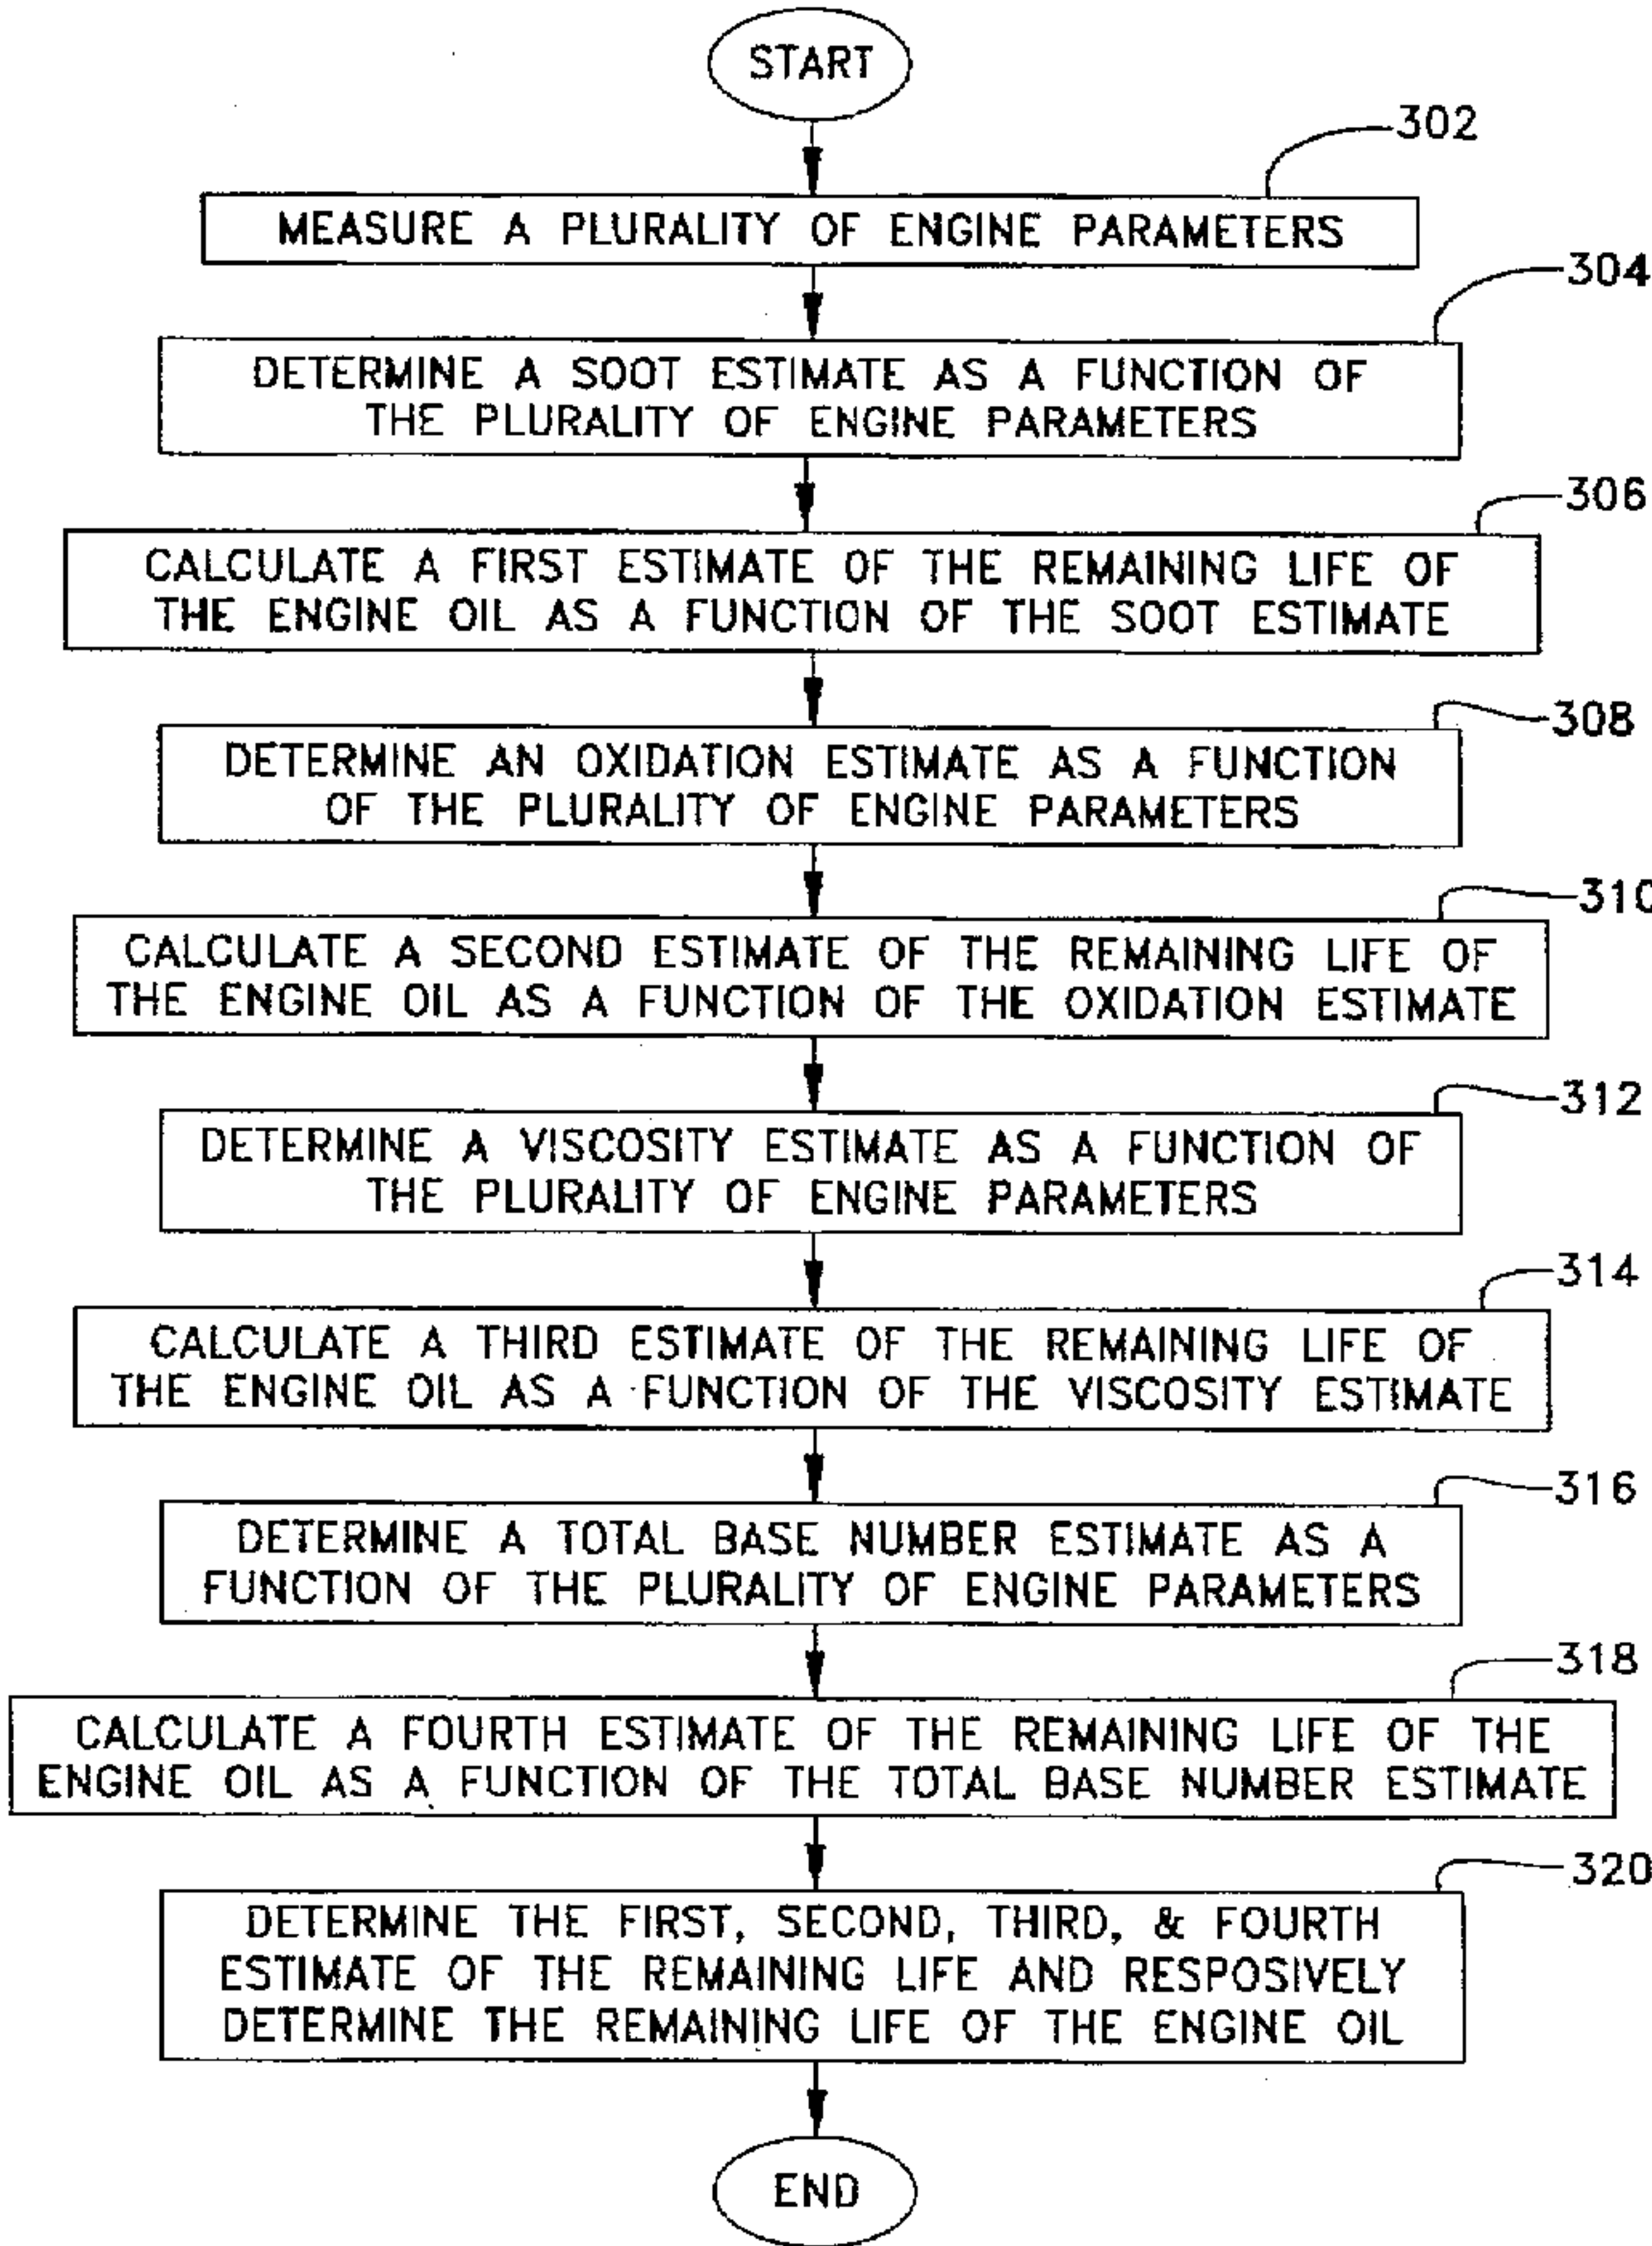 START
302
MEASURE A PLURALITY OF ENGINE PARAMETERS
304
DETERMINE A SOOT ESTIMATE AS A FUNCTION OF
THE PLURALITY OF ENGINE PARAMETERS
306
CALCULATE A FIRST ESTIMATE OF THE REMAINING LIFE OF
THE ENGINE OIL AS A FUNCTION OF THE SOOT ESTIMATE
308
DETERMINE AN OXIDATION ESTIMATE AS A FUNCTION
OF THE PLURALITY OF ENGINE PARAMETERS
310
CALCULATE A SECOND ESTIMATE OF THE REMAINING LIFE OF
THE ENGINE OIL AS A FUNCTION OF THE OXIDATION ESTIMATE
312
DETERMINE A VISCOSITY ESTIMATE AS A FUNCTION OF
THE PLURALITY OF ENGINE PARAMETERS
314
CALCULATE A THIRD ESTIMATE OF THE REMAINING LIFE OF
THE ENGINE OIL AS A FUNCTION OF THE VISCOSITY ESTIMATE
316
DETERMINE A TOTAL BASE NUMBER ESTIMATE AS A
FUNCTION OF THE PLURALITY OF ENGINE PARAMETERS
318
CALCULATE A FOURTH ESTIMATE OF THE REMAINING LIFE OF THE
ENGINE OIL AS A FUNCTION OF THE TOTAL BASE NUMBER ESTIMATE
320
DETERMINE THE FIRST, SECOND, THIRD, & FOURTH
ESTIMATE OF THE REMAINING LIFE AND RESPOSIVELY
DETERMINE THE REMAINING LIFE OF THE ENGINE OIL
END